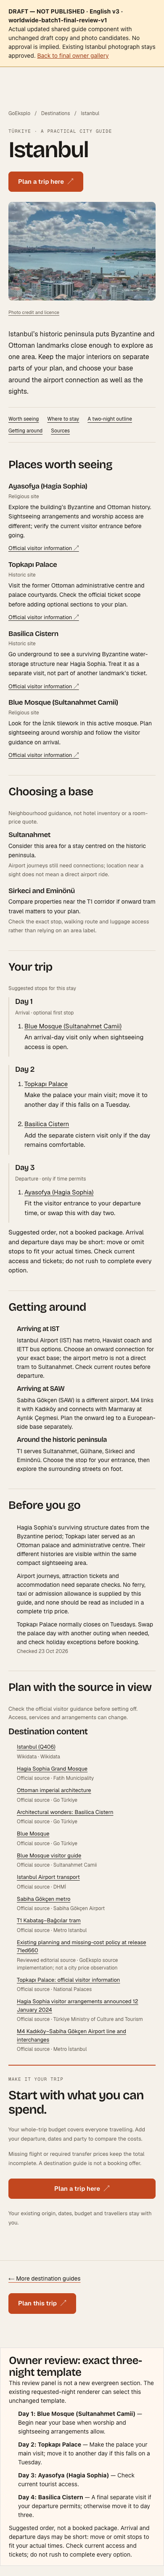 DRAFT — NOT PUBLISHED · English v3 ·
worldwide-batch1-final-review-v1
Actual updated shared guide component with
unchanged draft copy and photo candidates. No
approval is implied. Existing published photograph stays
approved. Back to final owner gallery
GoEksplo / Destinations / Istanbul
TÜRKIYE · A PRACTICAL CITY GUIDE
Istanbul
Plan a trip here ↗
Photo credit and licence
Istanbul's historic peninsula puts Byzantine and
Ottoman landmarks close enough to explore as
one area. Keep the major interiors on separate
parts of your plan, and choose your base
around the airport connection as well as the
sights.
Worth seeing Where to stay A two-night outline
Getting around Sources
Places worth seeing
Ayasofya (Hagia Sophia)
Religious site
Explore the building's Byzantine and Ottoman history.
Sightseeing arrangements and worship access are
different; verify the current visitor entrance before
going.
Official visitor information ↗
Topkapı Palace
Historic site
Visit the former Ottoman administrative centre and
palace courtyards. Check the official ticket scope
before adding optional sections to your plan.
Official visitor information ↗
Basilica Cistern
Historic site
Go underground to see a surviving Byzantine water-
storage structure near Hagia Sophia. Treat it as a
separate visit, not part of another landmark's ticket.
Official visitor information ↗
Blue Mosque (Sultanahmet Camii)
Religious site
Look for the İznik tilework in this active mosque. Plan
sightseeing around worship and follow the visitor
guidance on arrival.
Official visitor information ↗
Choosing a base
Neighbourhood guidance, not hotel inventory or a room-
price quote.
Sultanahmet
Consider this area for a stay centred on the historic
peninsula.
Airport journeys still need connections; location near a
sight does not mean a direct airport ride.
Sirkeci and Eminönü
Compare properties near the T1 corridor if onward tram
travel matters to your plan.
Check the exact stop, walking route and luggage access
rather than relying on an area label.
Your trip
Suggested stops for this stay
Day 1
Arrival · optional first stop
1. Blue Mosque (Sultanahmet Camii)
An arrival-day visit only when sightseeing
access is open.
Day 2
1. Topkapı Palace
Make the palace your main visit; move it to
another day if this falls on a Tuesday.
2. Basilica Cistern
Add the separate cistern visit only if the day
remains comfortable.
Day 3
Departure · only if time permits
1. Ayasofya (Hagia Sophia)
Fit the visitor entrance to your departure
time, or swap this with day two.
Suggested order, not a booked package. Arrival
and departure days may be short: move or omit
stops to fit your actual times. Check current
access and tickets; do not rush to complete every
option.
Getting around
Arriving at IST
Istanbul Airport (IST) has metro, Havaist coach and
IETT bus options. Choose an onward connection for
your exact base; the airport metro is not a direct
tram to Sultanahmet. Check current routes before
departure.
Arriving at SAW
Sabiha Gökçen (SAW) is a different airport. M4 links
it with Kadıköy and connects with Marmaray at
Ayrılık Çeşmesi. Plan the onward leg to a European-
side base separately.
Around the historic peninsula
T1 serves Sultanahmet, Gülhane, Sirkeci and
Eminönü. Choose the stop for your entrance, then
explore the surrounding streets on foot.
Before you go
Hagia Sophia's surviving structure dates from the
Byzantine period; Topkapı later served as an
Ottoman palace and administrative centre. Their
different histories are visible within the same
compact sightseeing area.
Airport journeys, attraction tickets and
accommodation need separate checks. No ferry,
taxi or admission booking is supplied by this
guide, and none should be read as included in a
complete trip price.
Topkapı Palace normally closes on Tuesdays. Swap
the palace day with another outing when needed,
and check holiday exceptions before booking.
Checked 23 Oct 2026
Plan with the source in view
Check the official visitor guidance before setting off.
Access, services and arrangements can change.
Destination content
Istanbul (Q406)
Wikidata · Wikidata
Hagia Sophia Grand Mosque
Official source · Fatih Municipality
Ottoman imperial architecture
Official source · Go Türkiye
Architectural wonders: Basilica Cistern
Official source · Go Türkiye
Blue Mosque
Official source · Go Türkiye
Blue Mosque visitor guide
Official source · Sultanahmet Camii
Istanbul Airport transport
Official source · DHMİ
Sabiha Gökçen metro
Official source · Sabiha Gökçen Airport
T1 Kabataş–Bağcılar tram
Official source · Metro Istanbul
Existing planning and missing-cost policy at release
71ed660
Reviewed editorial source · GoEksplo source
implementation; not a city price observation
Topkapı Palace: official visitor information
Official source · National Palaces
Hagia Sophia visitor arrangements announced 12
January 2024
Official source · Türkiye Ministry of Culture and Tourism
M4 Kadıköy–Sabiha Gökçen Airport line and
interchanges
Official source · Metro Istanbul
MAKE IT YOUR TRIP
Start with what you can
spend.
Your whole-trip budget covers everyone travelling. Add
your departure, dates and party to compare the costs.
Missing flight or required transfer prices keep the total
incomplete. A destination guide is not a booking offer.
Plan a trip here ↗
Your existing origin, dates, budget and travellers stay with
you.
← More destination guides
Plan this trip ↗
Owner review: exact three-
night template
This review panel is not a new evergreen section. The
existing requested-night renderer can select this
unchanged template.
Day 1: Blue Mosque (Sultanahmet Camii) —
Begin near your base when worship and
sightseeing arrangements allow.
Day 2: Topkapı Palace — Make the palace your
main visit; move it to another day if this falls on a
Tuesday.
Day 3: Ayasofya (Hagia Sophia) — Check
current tourist access.
Day 4: Basilica Cistern — A final separate visit if
your departure permits; otherwise move it to day
three.
Suggested order, not a booked package. Arrival and
departure days may be short: move or omit stops to
fit your actual times. Check current access and
tickets; do not rush to complete every option.